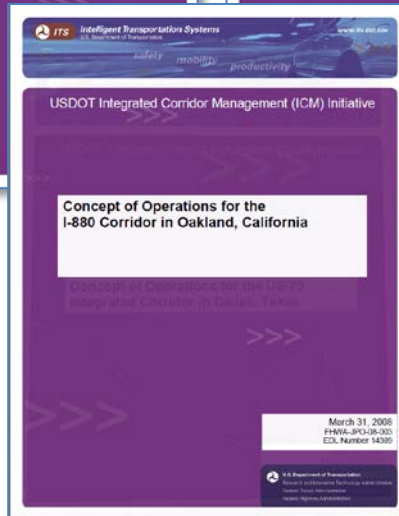 ITS Intelligent Transportation Systems
U.S. Department of Transportation
www.its.dot.gov
safety mobility productivity
USDOT Integrated Corridor Management (ICM) Initiative
>>>
>>>
>>>
Concept of Operations for the
I-880 Corridor in Oakland, California
Concept of Operations for the US-75
Integrated Corridor in Dallas, Texas
>>>
>>>
March 31, 2008
FHWA-JPO-08-003
EDL Number 14389
U.S. Department of Transportation
Research and Innovative Technology Administration
Federal Transit Administration
Federal Highway Administration